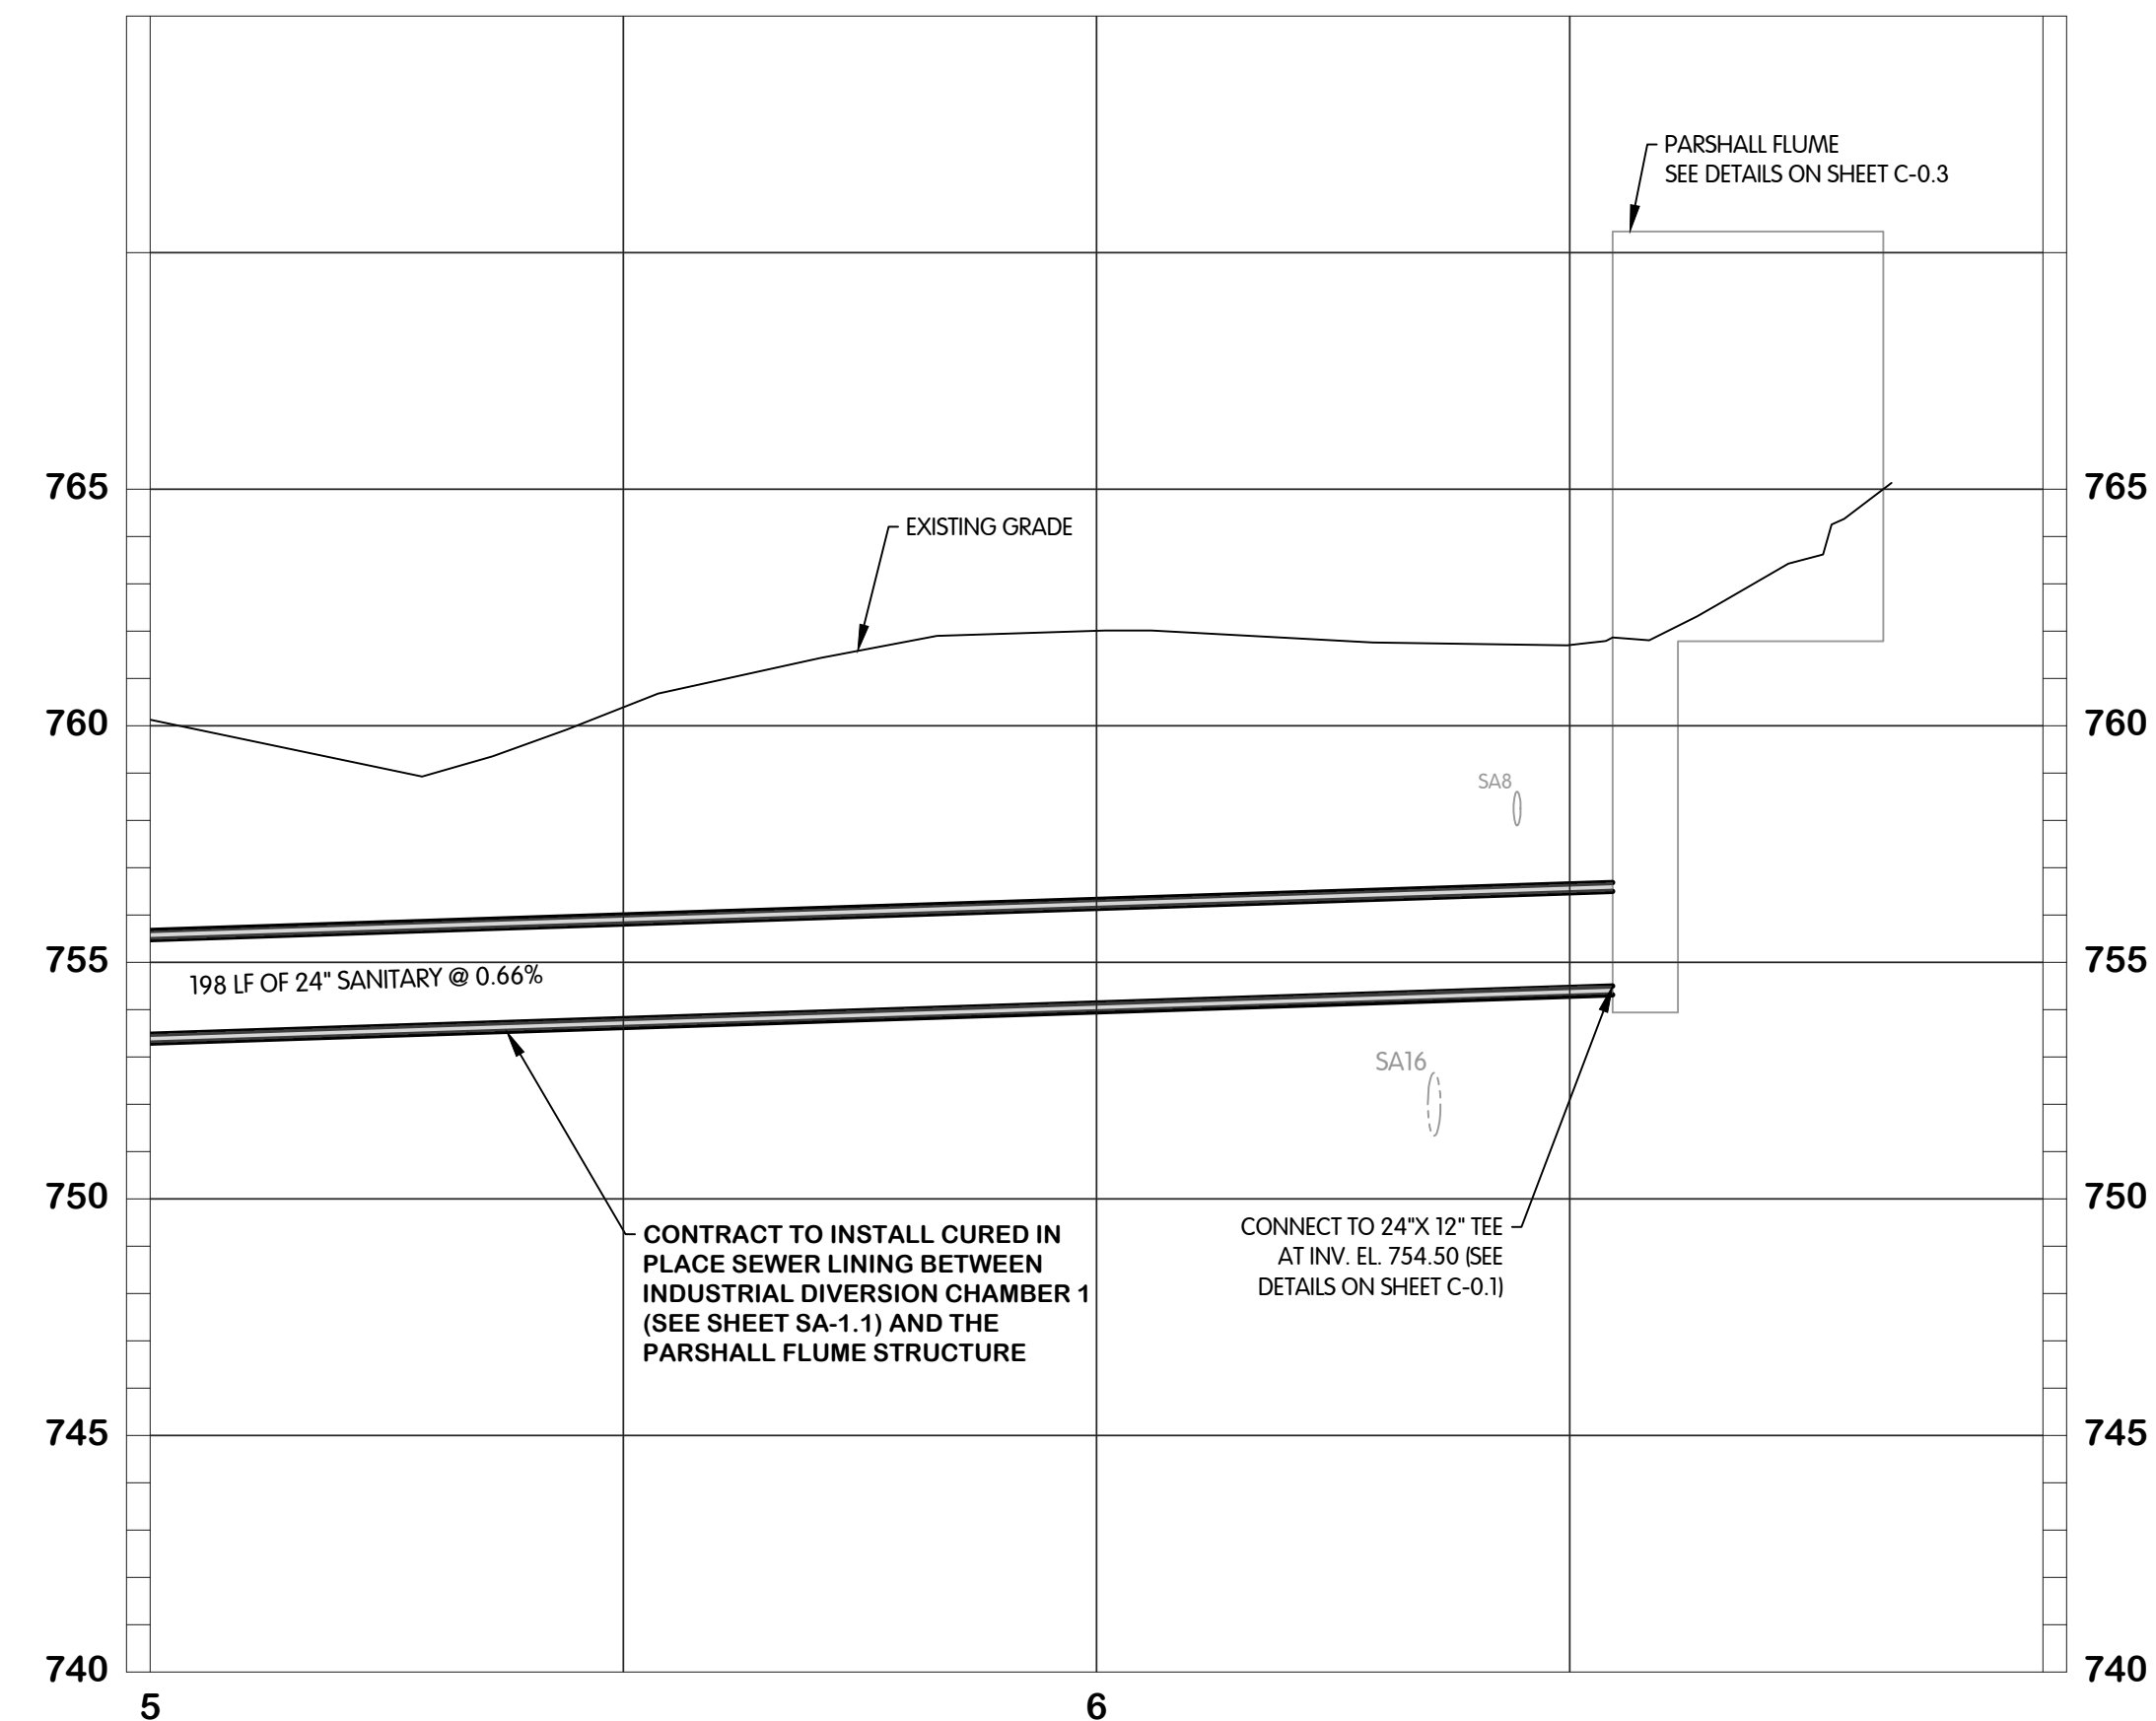 PARSHALL FLUME
SEE DETAILS ON SHEET C-0.3
765
765
EXISTING GRADE
760
760
SA8
755
755
198 LF OF 24" SANITARY @ 0.66%
SA16
750
750
CONTRACT TO INSTALL CURED IN
PLACE SEWER LINING BETWEEN
INDUSTRIAL DIVERSION CHAMBER 1
(SEE SHEET SA-1.1) AND THE
PARSHALL FLUME STRUCTURE
CONNECT TO 24"X 12" TEE
AT INV. EL. 754.50 (SEE
DETAILS ON SHEET C-0.1)
745
745
740
740
5
6